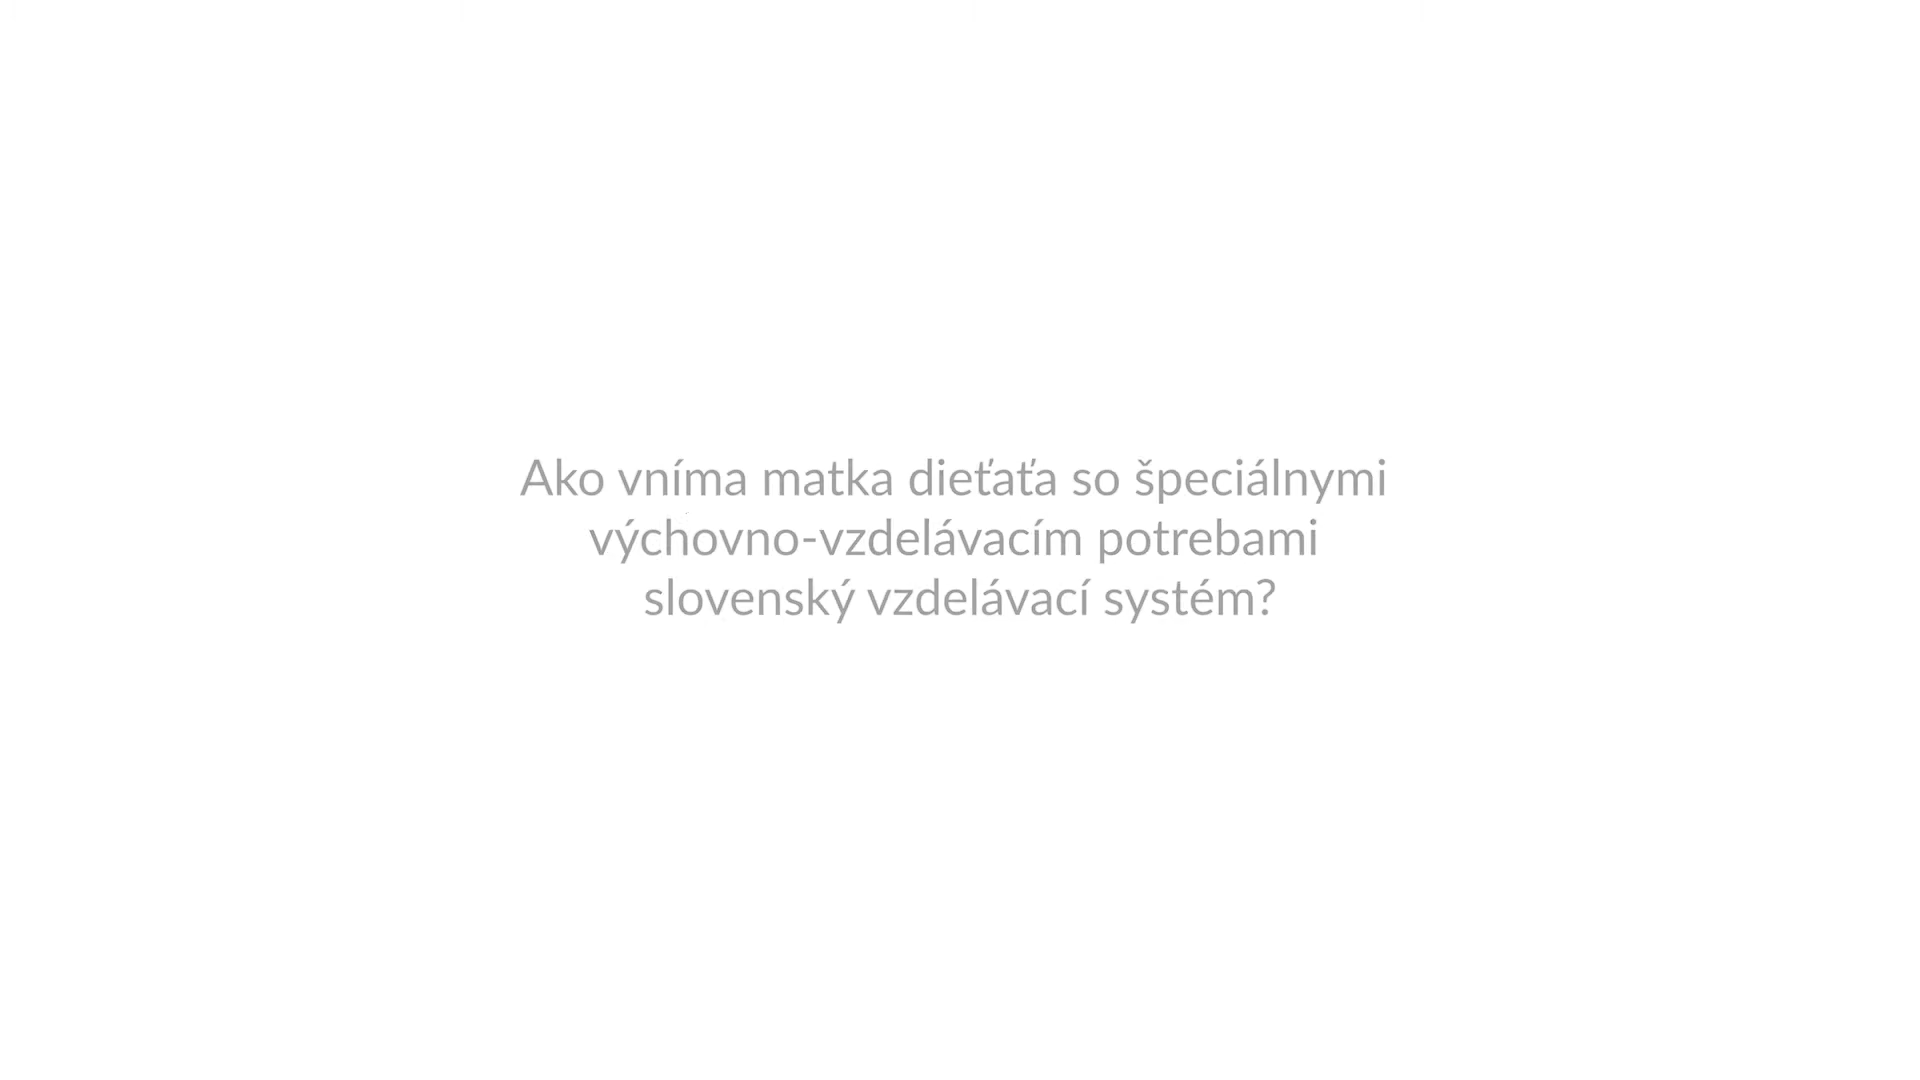 Ako vníma matka dieťaťa so špeciálnymi
výchovno-vzdelávacím potrebami
slovenský vzdelávací systém?